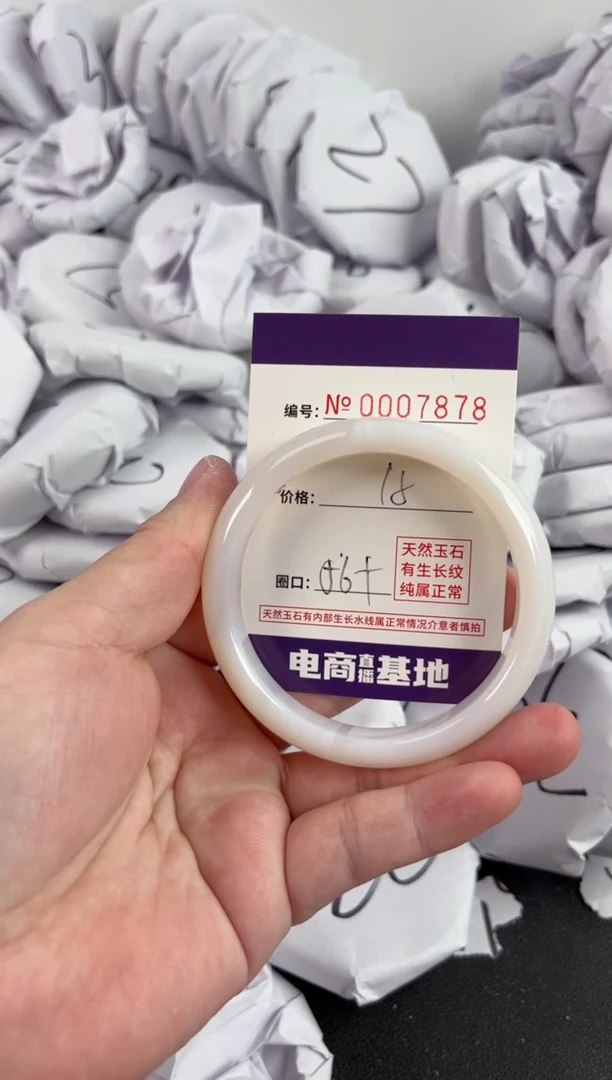 编号: № 0007878
价格: 18
圈口: 56+
天然玉石
有生长纹
纯属正常
天然玉石有内部生长水线属正常情况介意者慎拍
电商直播基地